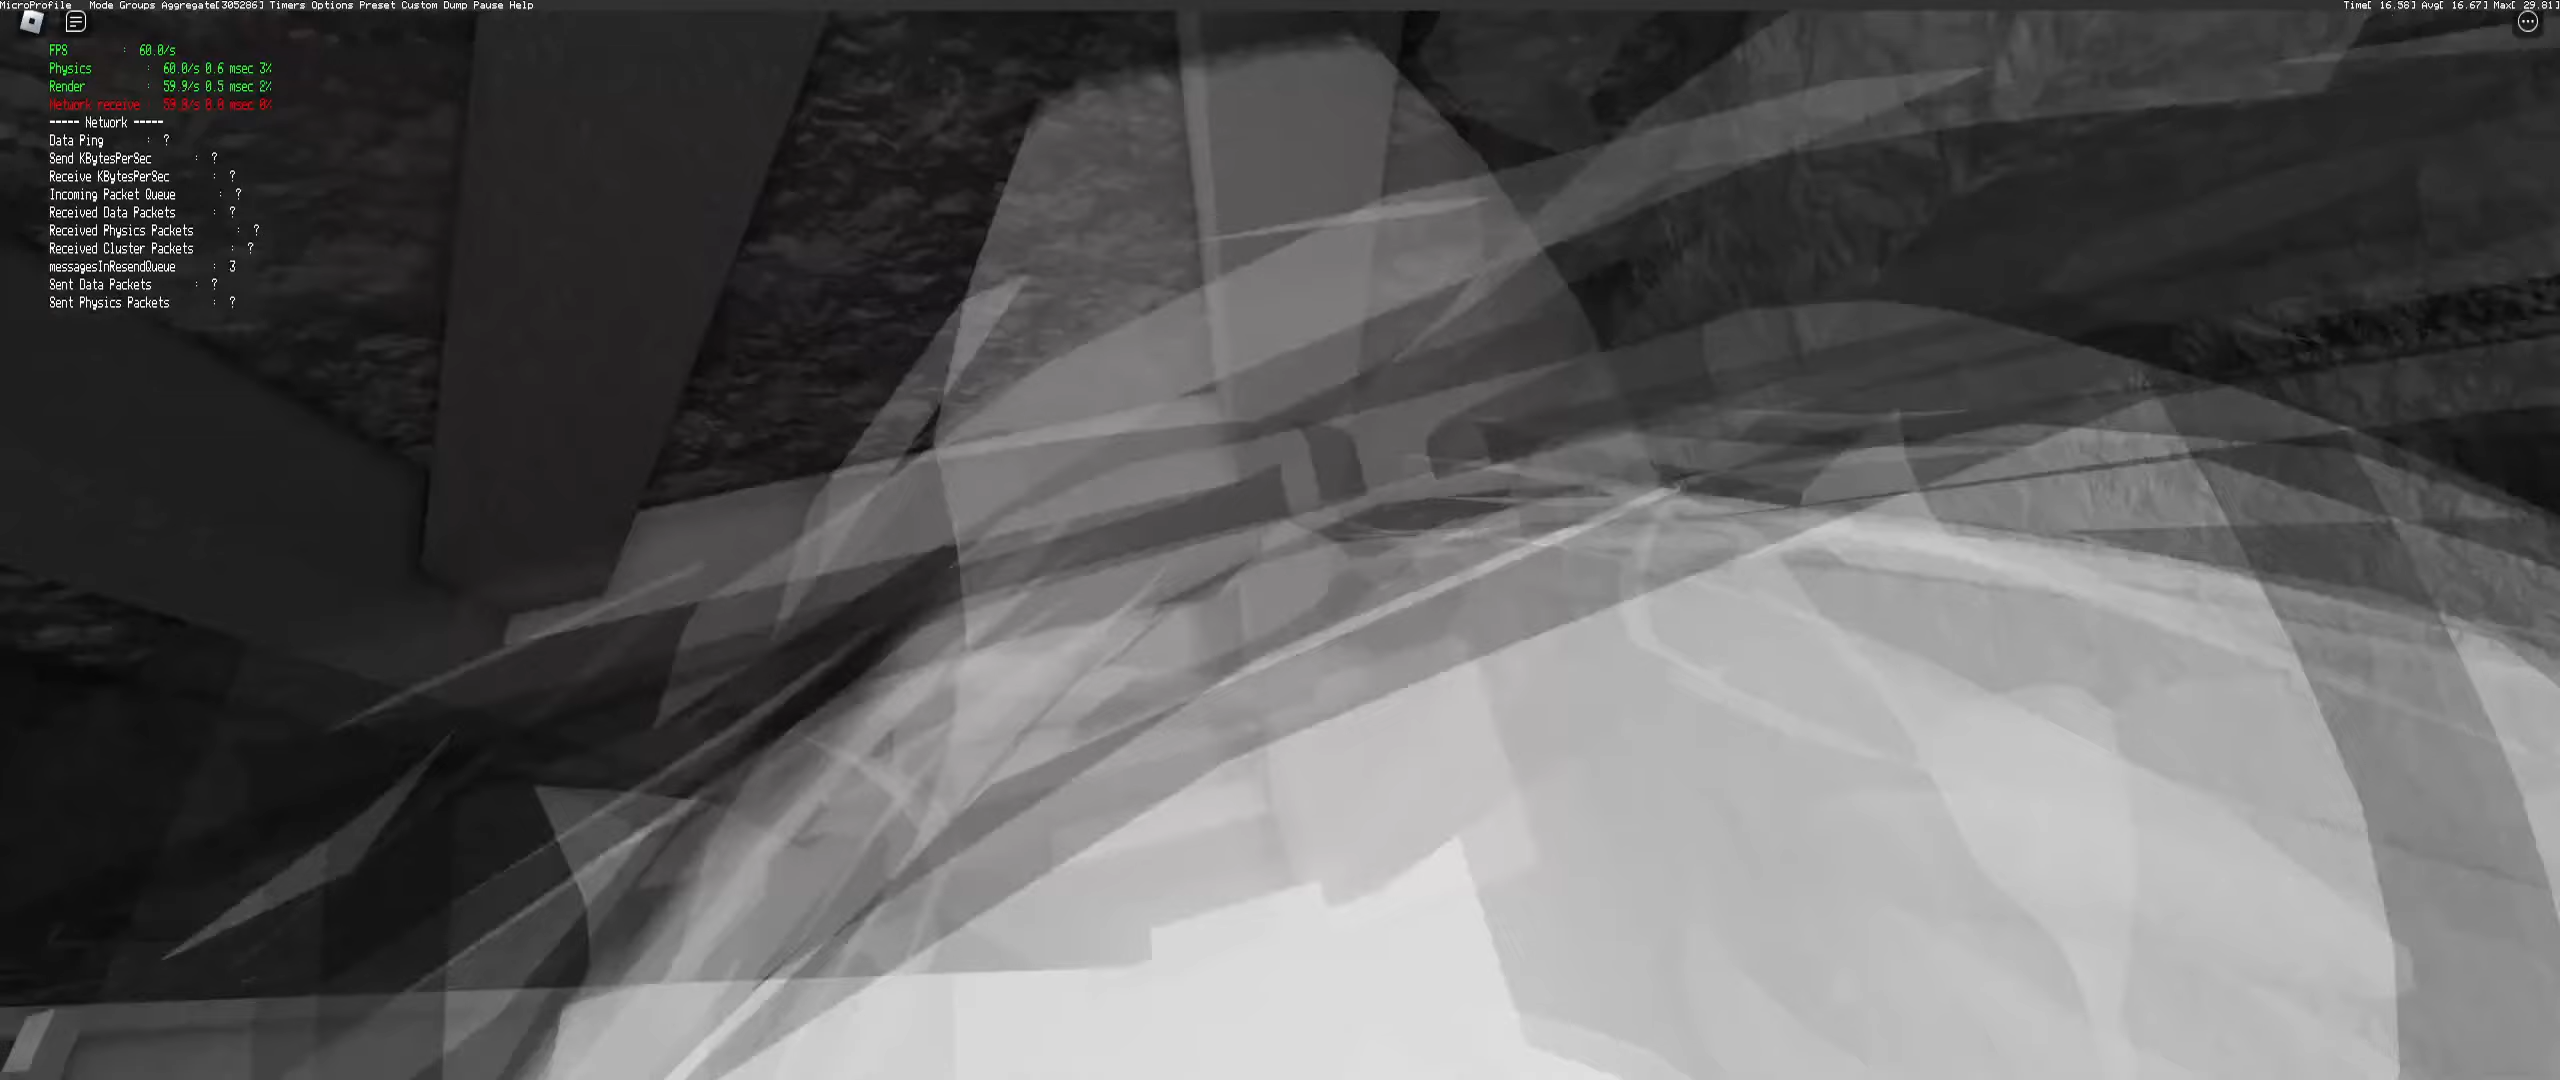 MicroProfile Mode Groups Aggregate[305286] Timers Options Preset Custom Dump Pause Help
Time[ 16.58] Avg[ 16.67] Max[ 29.81]
FPS : 60.0/s
Physics : 60.0/s 0.6 msec 3%
Render : 59.9/s 0.5 msec 2%
Network receive : 59.8/s 0.0 msec 0%
----- Network -----
Data Ping : ?
Send KBytesPerSec : ?
Receive KBytesPerSec : ?
Incoming Packet Queue : ?
Received Data Packets : ?
Received Physics Packets : ?
Received Cluster Packets : ?
messagesInResendQueue : 3
Sent Data Packets : ?
Sent Physics Packets : ?